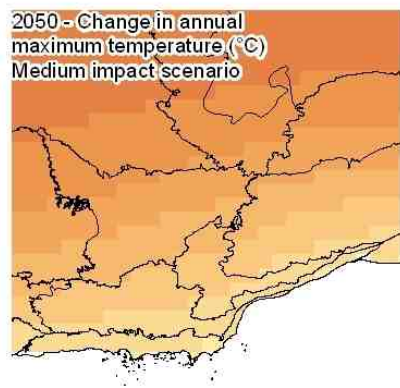 2050 - Change in annual
maximum temperature (°C)
Medium impact scenario